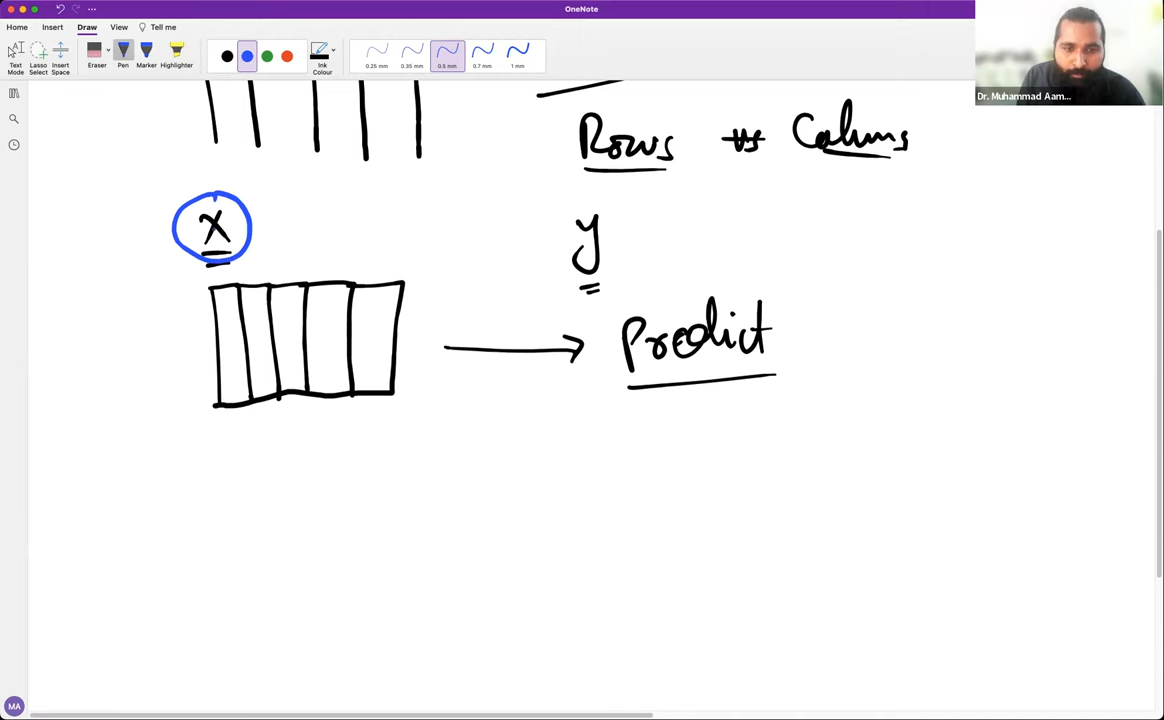 OneNote
Home Insert Draw View Tell me
Text Mode Lasso Select Insert Space Eraser Pen Marker Highlighter Ink Colour 0.25 mm 0.35 mm 0.5 mm 0.7 mm 1 mm
Dr. Muhammad Aam...
Rows vs Colums
X y
Predict
MA